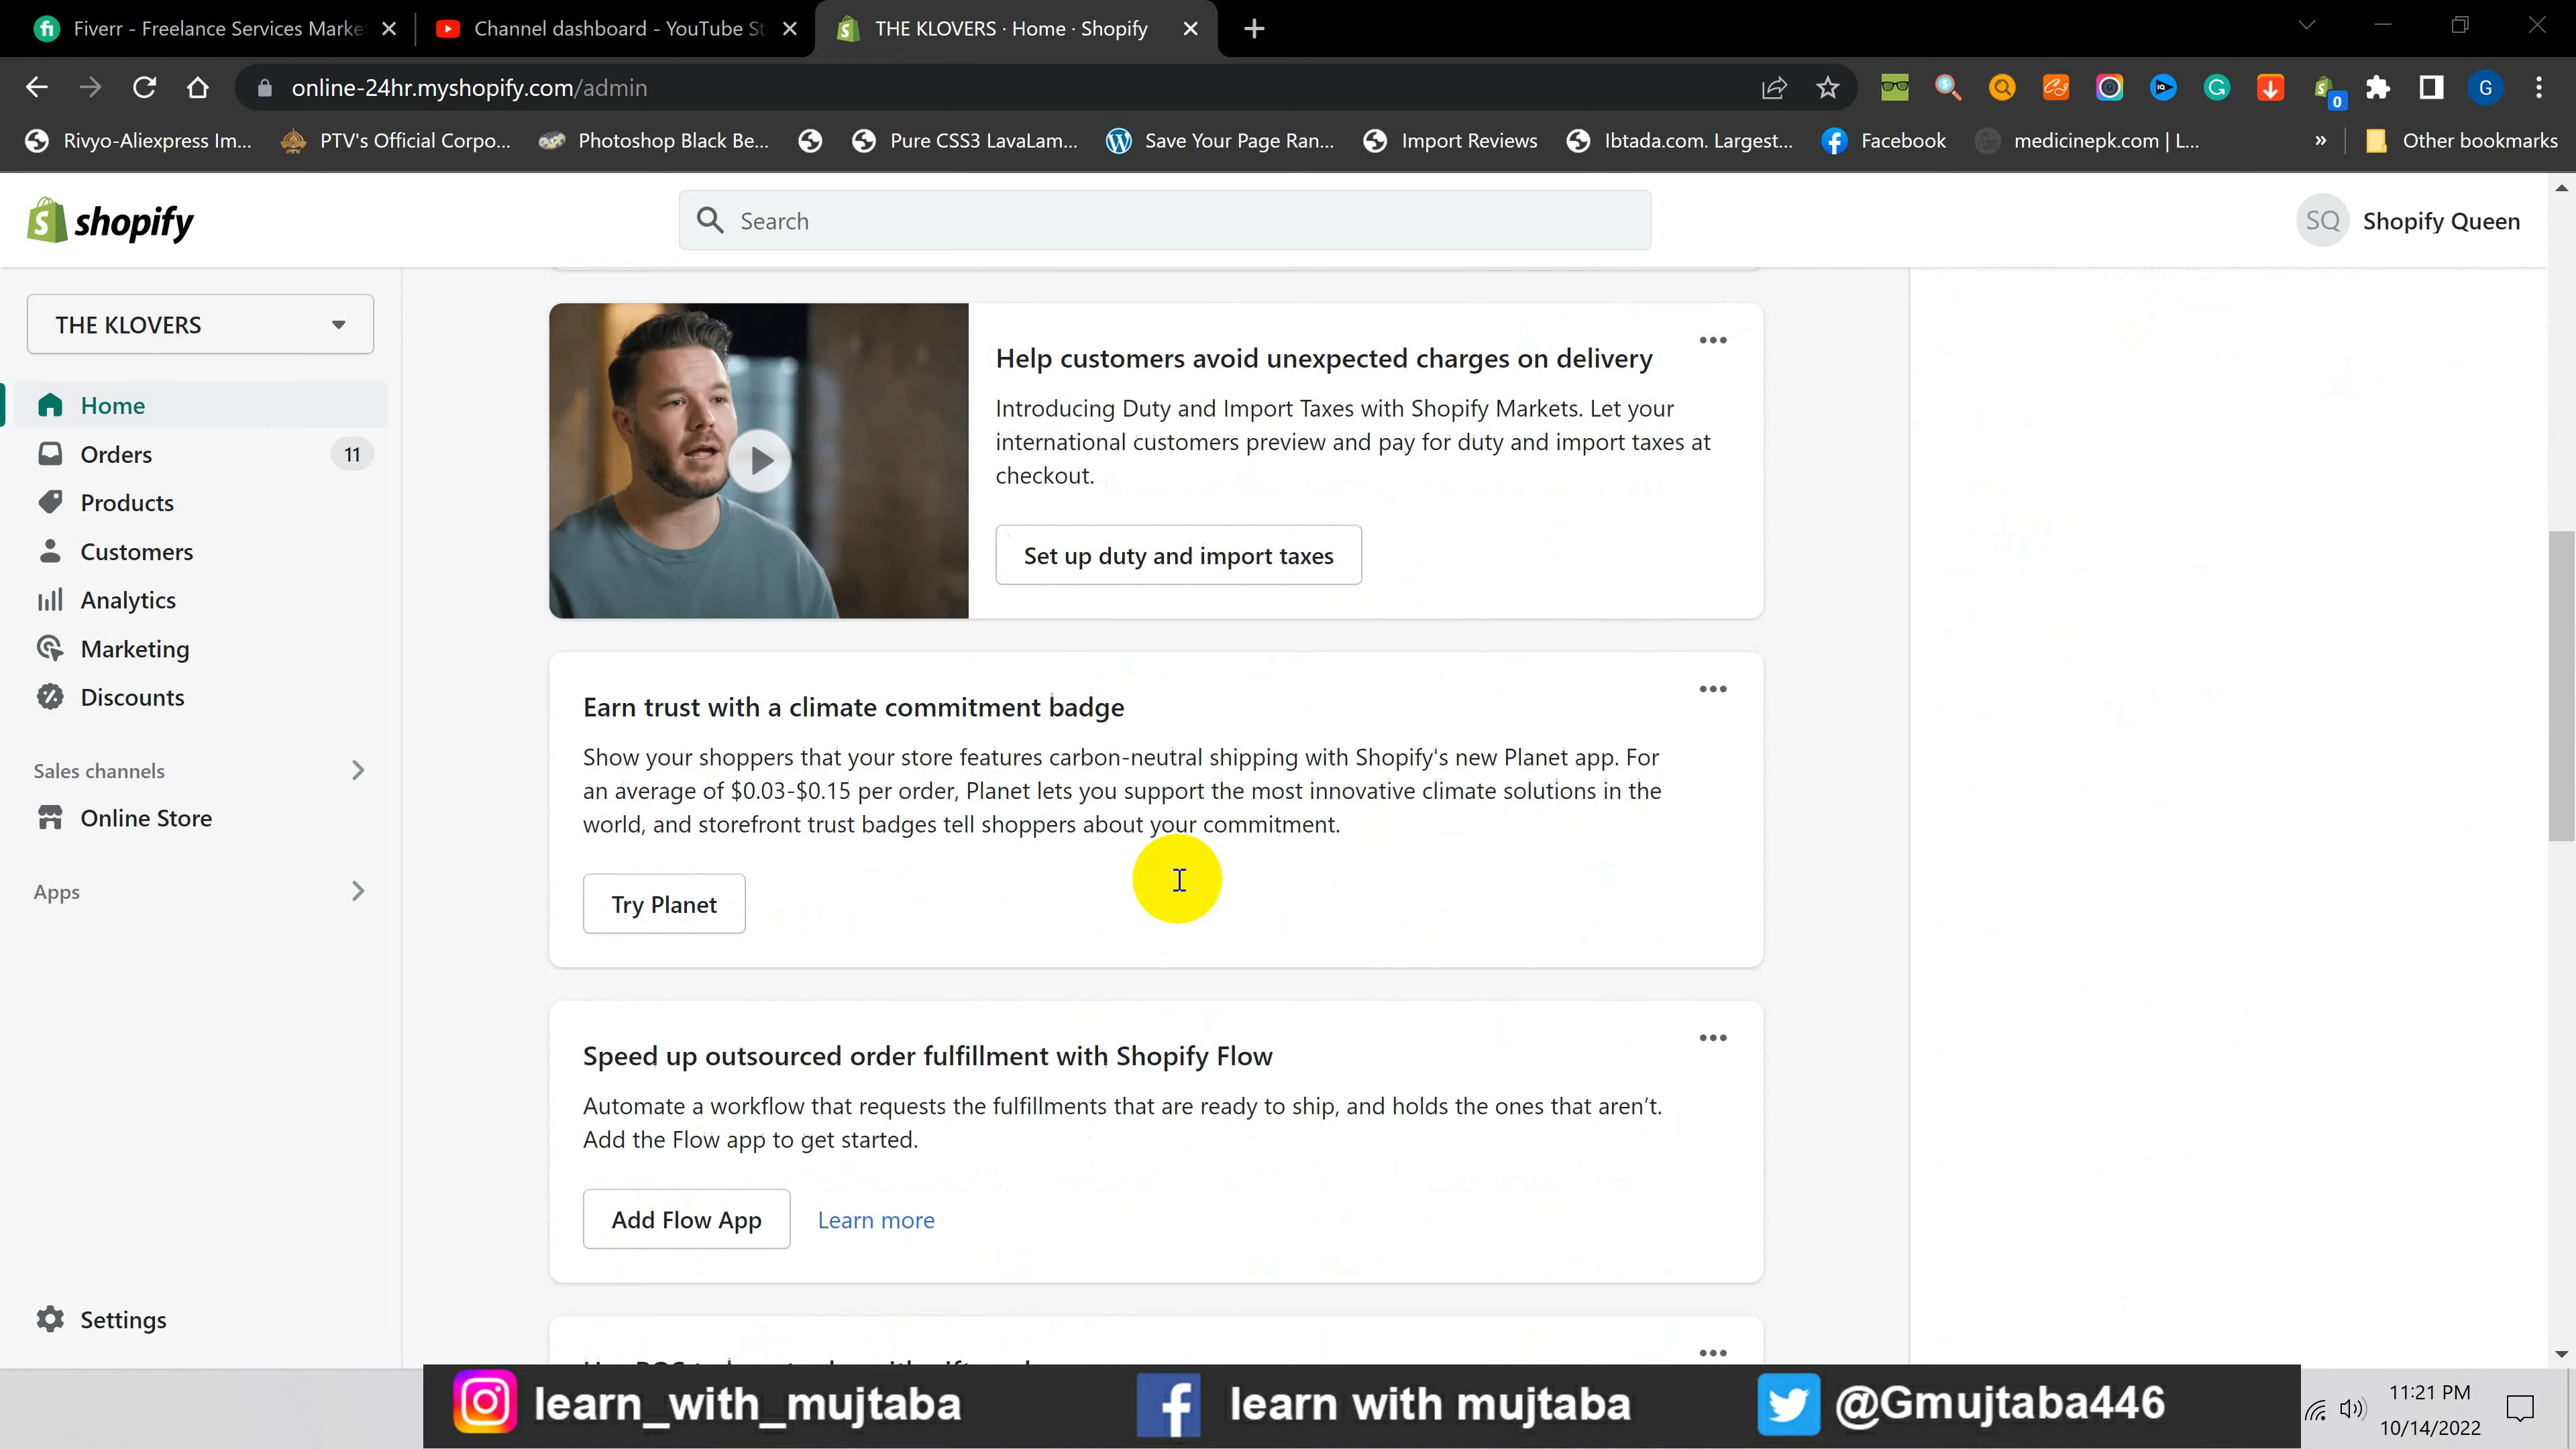 Fiverr - Freelance Services Marke
Channel dashboard - YouTube St
THE KLOVERS · Home · Shopify
online-24hr.myshopify.com/admin
Rivyo-Aliexpress Im...
PTV's Official Corpo...
Photoshop Black Be...
Pure CSS3 LavaLam...
Save Your Page Ran...
Import Reviews
Ibtada.com. Largest...
Facebook
medicinepk.com | L...
»
Other bookmarks
shopify
Search
SQ
Shopify Queen
THE KLOVERS
Home
Orders 11
Products
Customers
Analytics
Marketing
Discounts
Sales channels
Online Store
Apps
Settings
Help customers avoid unexpected charges on delivery
Introducing Duty and Import Taxes with Shopify Markets. Let your
international customers preview and pay for duty and import taxes at
checkout.
Set up duty and import taxes
Earn trust with a climate commitment badge
Show your shoppers that your store features carbon-neutral shipping with Shopify's new Planet app. For
an average of $0.03-$0.15 per order, Planet lets you support the most innovative climate solutions in the
world, and storefront trust badges tell shoppers about your commitment.
Try Planet
Speed up outsourced order fulfillment with Shopify Flow
Automate a workflow that requests the fulfillments that are ready to ship, and holds the ones that aren't.
Add the Flow app to get started.
Add Flow App
Learn more
learn_with_mujtaba
learn with mujtaba
@Gmujtaba446
11:21 PM
10/14/2022